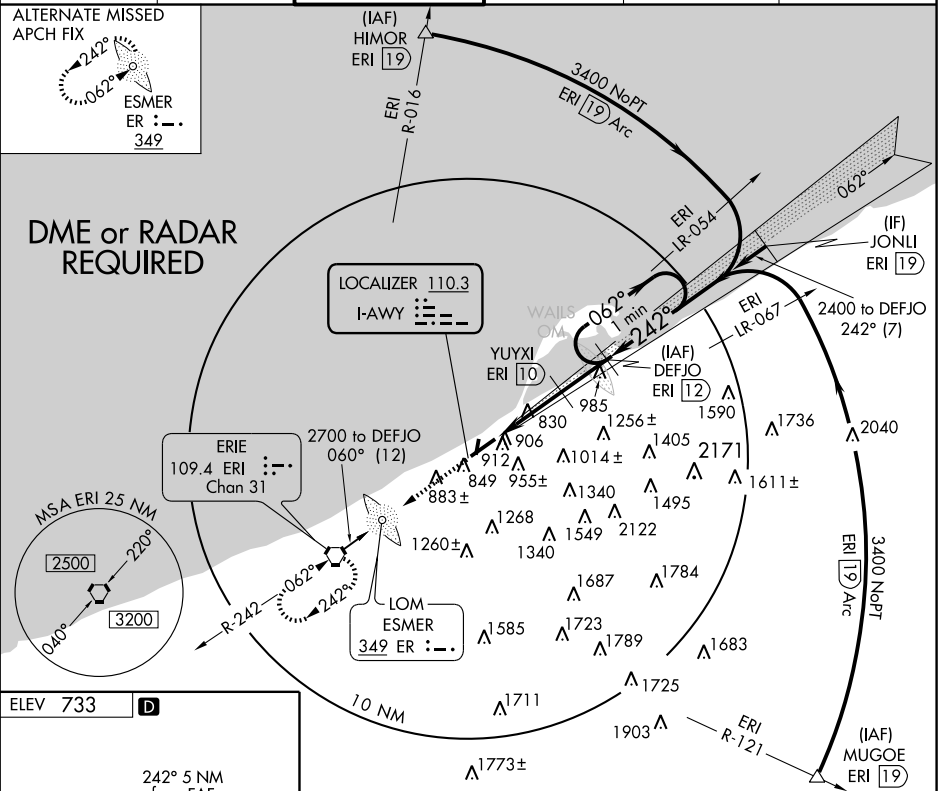 ALTERNATE MISSED
APCH FIX
242°
062°
ESMER
ER
349
(IAF)
HIMOR
ERI 19
ERI
R-016
3400 NoPT
ERI 19 Arc
DME or RADAR
REQUIRED
LOCALIZER 110.3
I-AWY
ERI
LR-054
062°
(IF)
JONLI
ERI 19
2400 to DEFJO
242° (7)
ERI
LR-067
WAILS
OM
062°
1 min
242°
YUYXI
ERI 10
(IAF)
DEFJO
ERI 12
985
830
906
912
849
955±
883±
1256±
1014±
1405
1590
1736
2040
2171
1611±
1340
1495
1268
1549
2122
1340
1260±
1687
1784
1585
1723
1789
1683
1725
1711
1903
1773±
ERIE
109.4 ERI
Chan 31
2700 to DEFJO
060° (12)
MSA ERI 25 NM
2500
220°
3200
040°
R-242
062°
242°
LOM
ESMER
349 ER
10 NM
3400 NoPT
ERI 19 Arc
ERI
R-121
(IAF)
MUGOE
ERI 19
ELEV 733 D
242° 5 NM